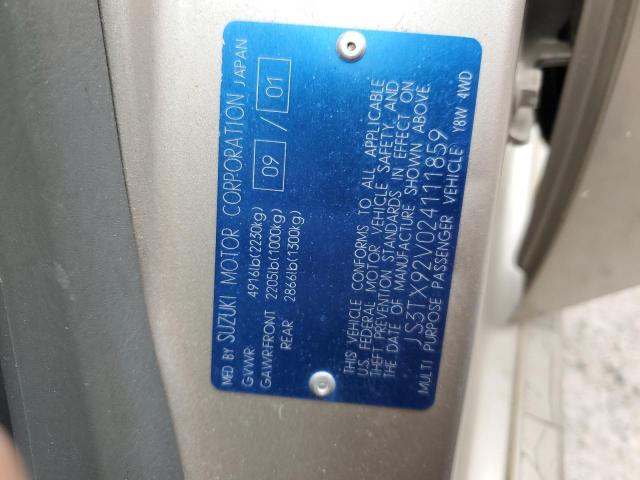 MFD BY SUZUKI MOTOR CORPORATION JAPAN
GVWR: 4916lb(2230kg) 09 / 01
GAWR:FRONT 2205lb(1000kg)
REAR 2866lb(1300kg)
THIS VEHICLE CONFORMS TO ALL APPLICABLE
U.S. FEDERAL MOTOR VEHICLE SAFETY, AND
THEFT PREVENTION STANDARDS IN EFFECT ON
THE DATE OF MANUFACTURE SHOWN ABOVE.
JS3TX92V024111859
MULTI PURPOSE PASSENGER VEHICLE Y8W 4WD